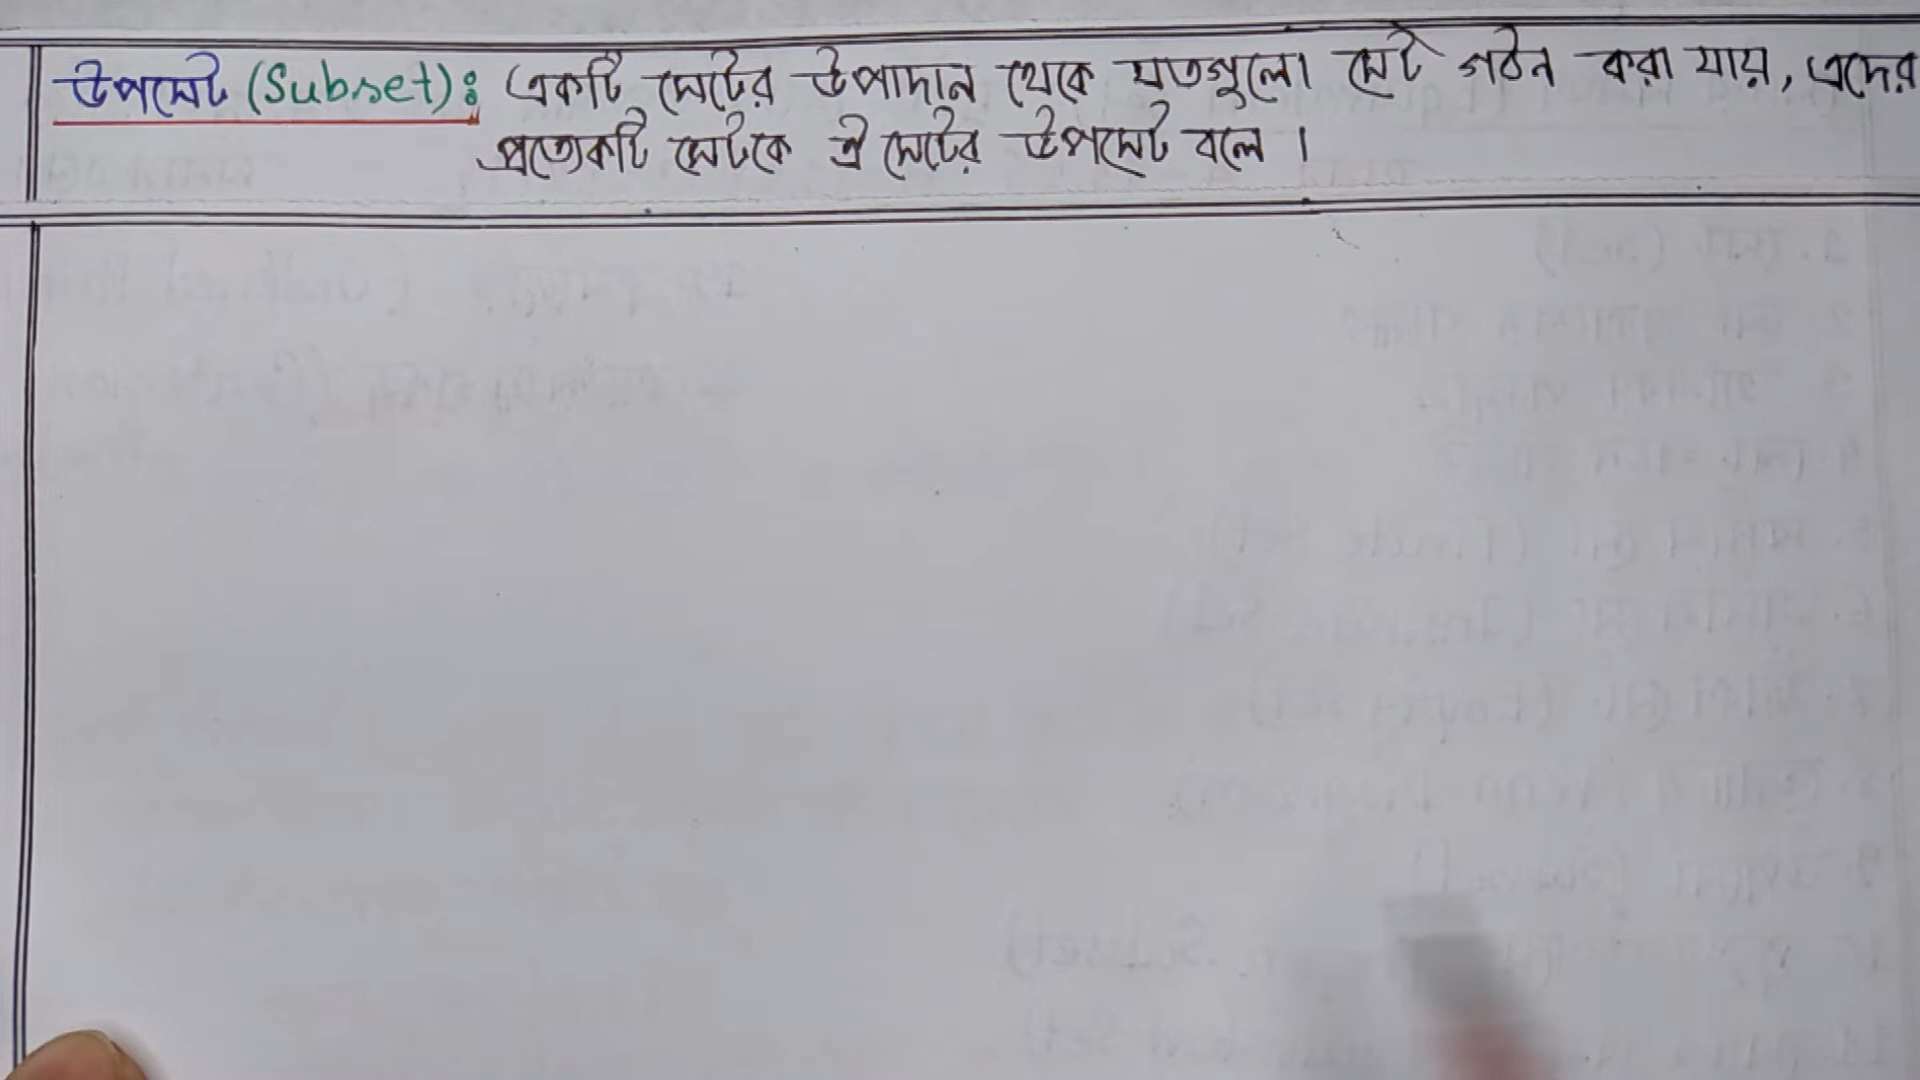 উপসেট (Subset): একটি সেটের উপাদান থেকে যতগুলো সেট গঠন করা যায়, এদের
প্রত্যেকটি সেটকে ঐ সেটের উপসেট বলে।